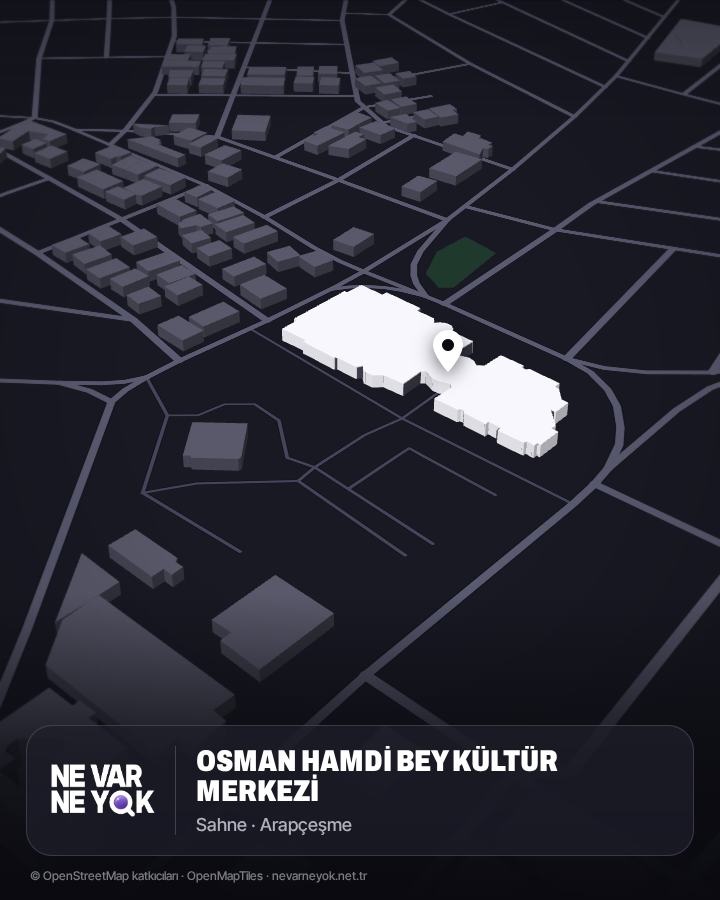 NE VAR
NE YOK
OSMAN HAMDİ BEY KÜLTÜR
MERKEZİ
Sahne · Arapçeşme
© OpenStreetMap katkıcıları · OpenMapTiles · nevarneyok.net.tr